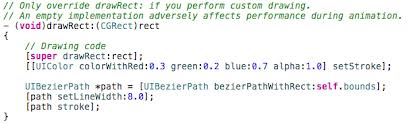 // Only override drawRect: if you perform custom drawing.
// An empty implementation adversely affects performance during animation.
- (void)drawRect:(CGRect)rect
{
// Drawing code
[super drawRect:rect];
[[UIColor colorWithRed:0.3 green:0.2 blue:0.7 alpha:1.0] setStroke];
UIBezierPath *path = [UIBezierPath bezierPathWithRect:self.bounds];
[path setLineWidth:8.0];
[path stroke];
}